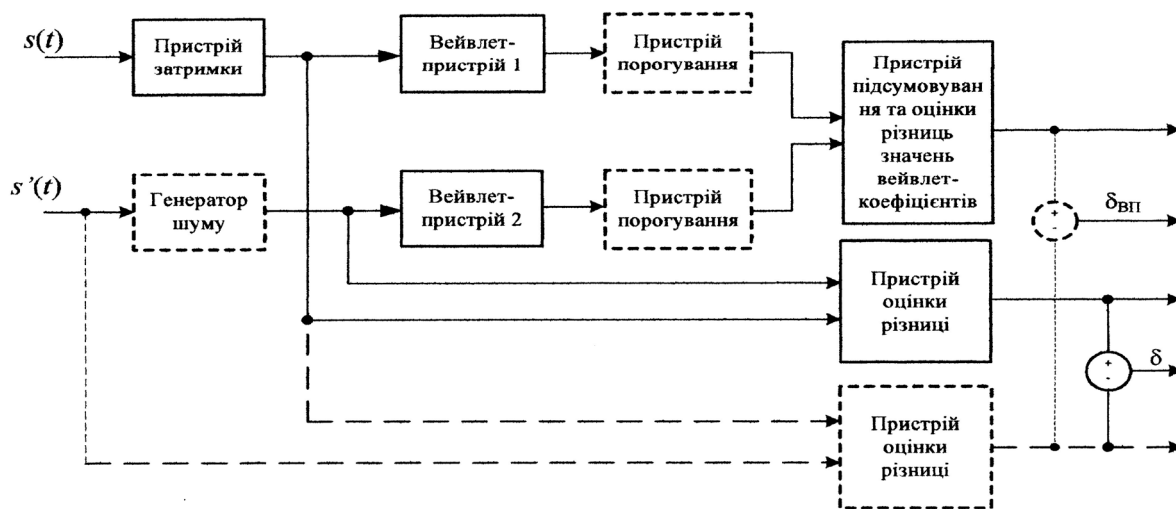 s(t)
Пристрій
затримки
Вейвлет-
пристрій 1
Пристрій
порогування
Пристрій
підсумовуван
ня та оцінки
різниць
значень
вейвлет-
коефіцієнтів
s’(t)
Генератор
шуму
Вейвлет-
пристрій 2
Пристрій
порогування
+
-
δВП
Пристрій
оцінки
різниці
+
-
δ
Пристрій
оцінки
різниці